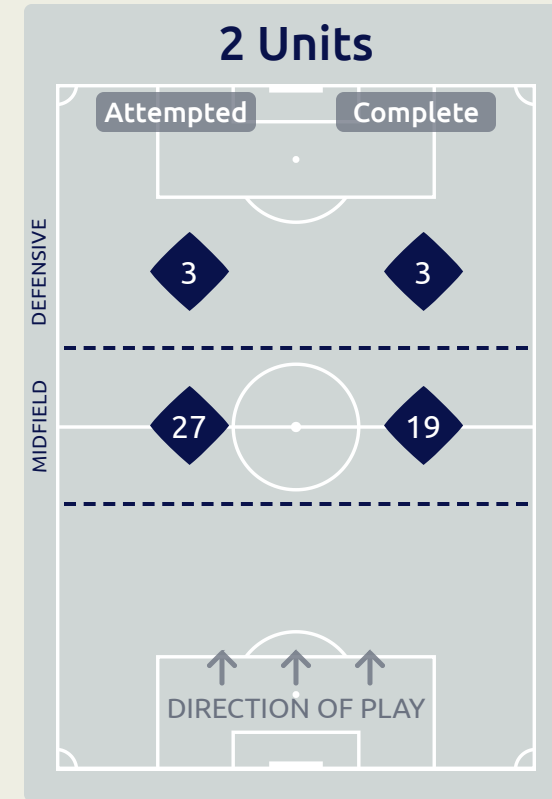 2 Units
Attempted Complete
DEFENSIVE
3 3
MIDFIELD
27 19
DIRECTION OF PLAY